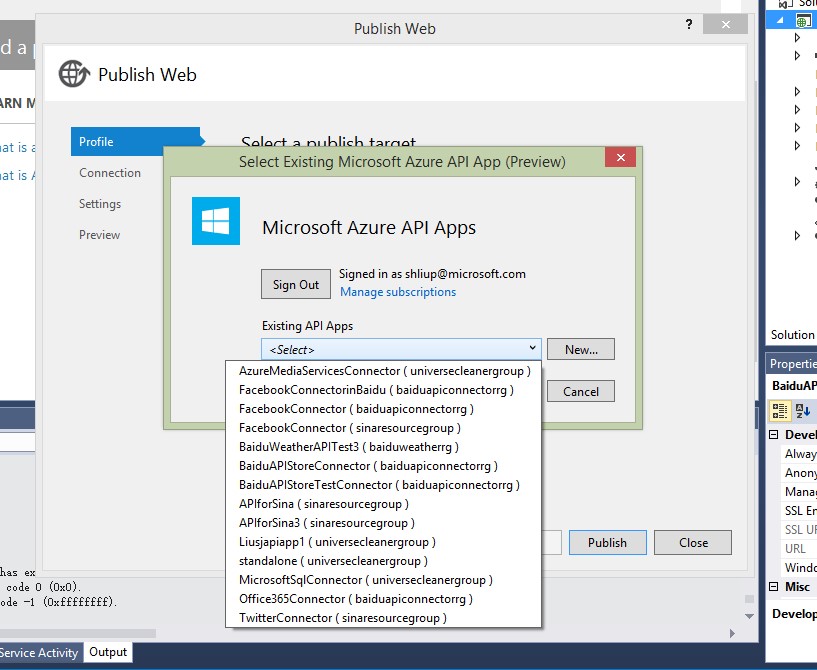 Publish Web
?
Publish Web
Profile
Select a publish target
Connection
Settings
Preview
Select Existing Microsoft Azure API App (Preview)
Microsoft Azure API Apps
Sign Out
Signed in as shliup@microsoft.com
Manage subscriptions
Existing API Apps
<Select>
New...
AzureMediaServicesConnector ( universecleanergroup )
FacebookConnectorinBaidu ( baiduapiconnectorrg )
Cancel
FacebookConnector ( baiduapiconnectorrg )
FacebookConnector ( sinaresourcegroup )
BaiduWeatherAPITest3 ( baiduweatherrg )
BaiduAPIStoreConnector ( baiduapiconnectorrg )
BaiduAPIStoreTestConnector ( baiduapiconnectorrg )
APIforSina ( sinaresourcegroup )
APIforSina3 ( sinaresourcegroup )
Liusjapiapp1 ( universecleanergroup )
standalone ( universecleanergroup )
MicrosoftSqlConnector ( universecleanergroup )
Office365Connector ( baiduapiconnectorrg )
TwitterConnector ( sinaresourcegroup )
Publish
Close
has ex
code 0 (0x0).
ode -1 (0xffffffff).
Service Activity
Output
d a p
ARN M
at is a
at is A
Solution
Propertie
BaiduAP
Develo
Alway
Anony
Manag
SSL En
SSL UR
URL
Windo
Misc
Develop